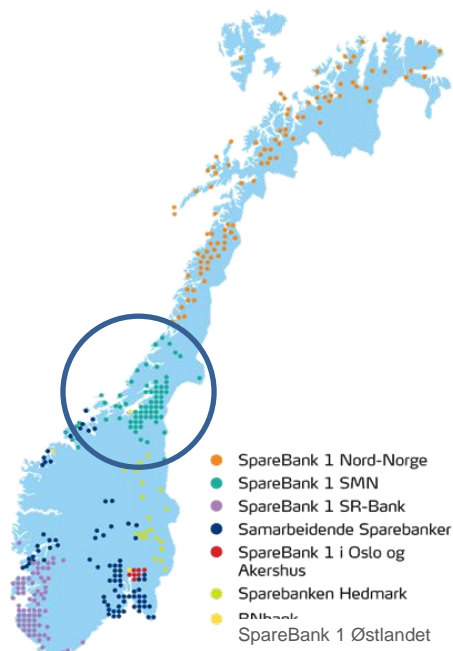 SpareBank 1 Nord-Norge
SpareBank 1 SMN
SpareBank 1 SR-Bank
Samarbeidende Sparebanker
SpareBank 1 i Oslo og
Akershus
Sparebanken Hedmark
BNbank
SpareBank 1 Østlandet